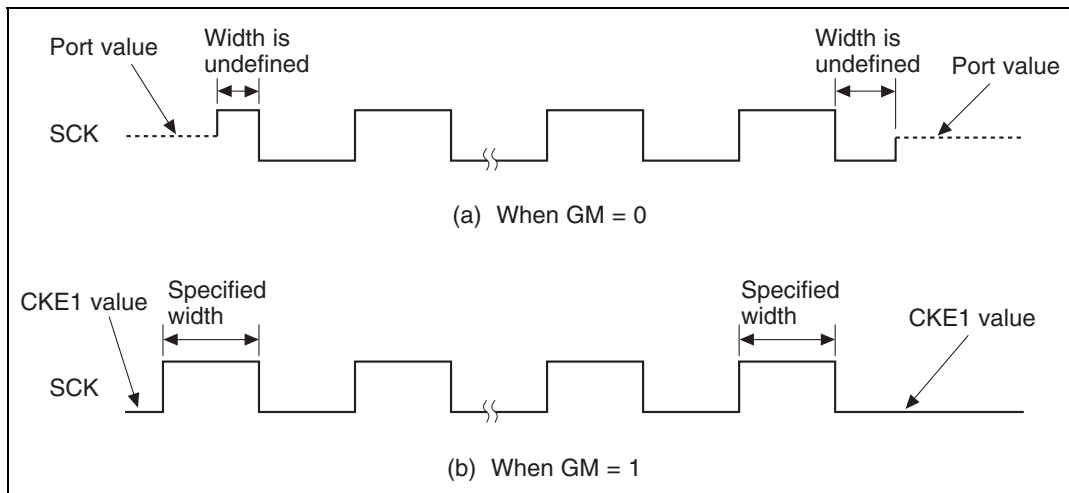 Port value
Width is
undefined
Width is
undefined
Port value
SCK
(a) When GM = 0
CKE1 value
Specified
width
Specified
width
CKE1 value
SCK
(b) When GM = 1